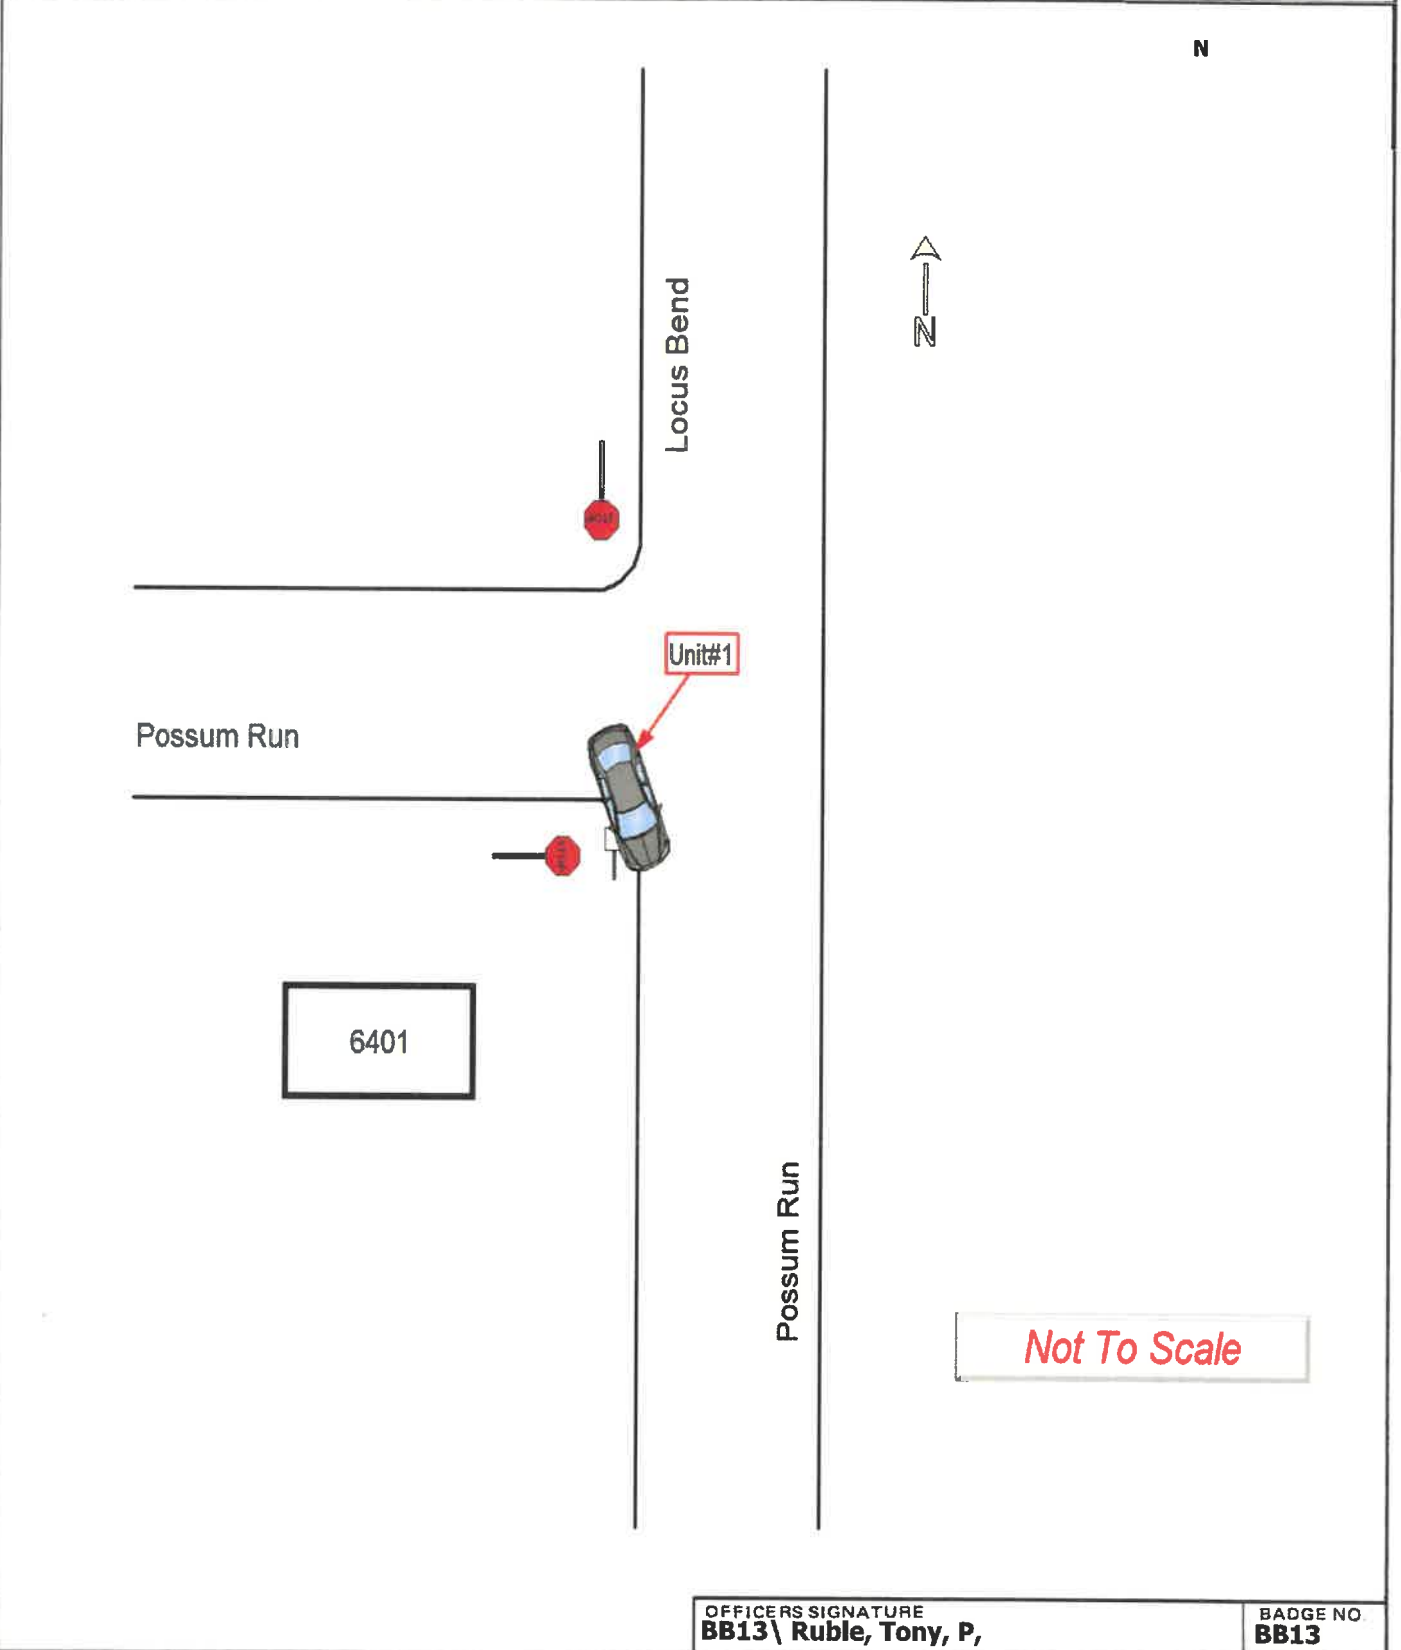 N
Locus Bend
N
STOP
Unit#1
Possum Run
6401
Possum Run
Not To Scale
OFFICERS SIGNATURE
BB13\ Ruble, Tony, P,
BADGE NO.
BB13